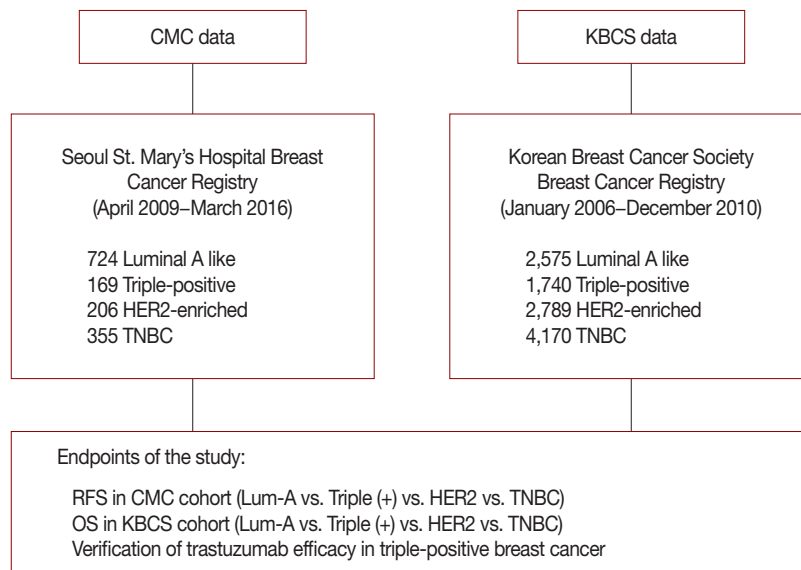 CMC data
KBCS data
Seoul St. Mary's Hospital Breast
Cancer Registry
(April 2009–March 2016)
724 Luminal A like
169 Triple-positive
206 HER2-enriched
355 TNBC
Korean Breast Cancer Society
Breast Cancer Registry
(January 2006–December 2010)
2,575 Luminal A like
1,740 Triple-positive
2,789 HER2-enriched
4,170 TNBC
Endpoints of the study:
RFS in CMC cohort (Lum-A vs. Triple (+) vs. HER2 vs. TNBC)
OS in KBCS cohort (Lum-A vs. Triple (+) vs. HER2 vs. TNBC)
Verification of trastuzumab efficacy in triple-positive breast cancer